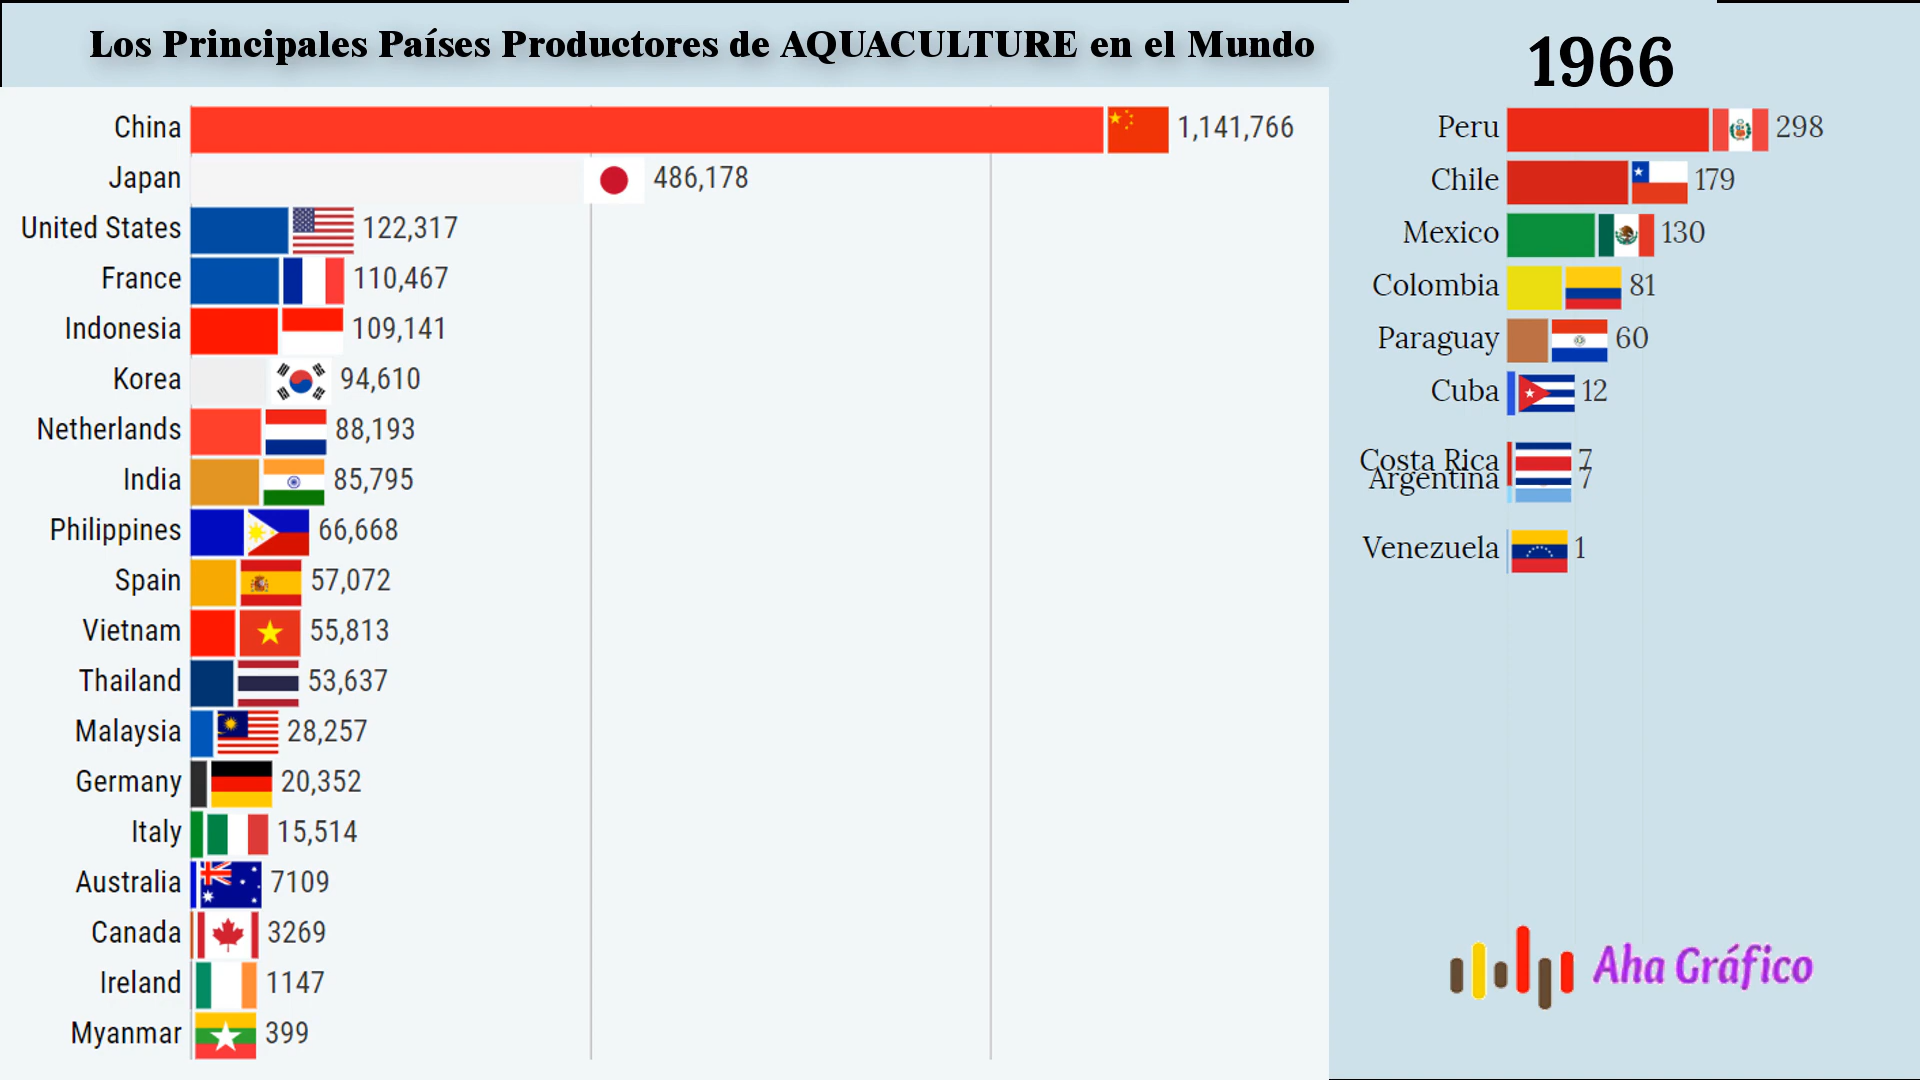 Los Principales Países Productores de AQUACULTURE en el Mundo
China 1,141,766
Japan 486,178
United States 122,317
France 110,467
Indonesia 109,141
Korea 94,610
Netherlands 88,193
India 85,795
Philippines 66,668
Spain 57,072
Vietnam 55,813
Thailand 53,637
Malaysia 28,257
Germany 20,352
Italy 15,514
Australia 7109
Canada 3269
Ireland 1147
Myanmar 399
1966
Peru 298
Chile 179
Mexico 130
Colombia 81
Paraguay 60
Cuba 12
Costa Rica 7
Argentina 7
Venezuela 1
Aha Gráfico